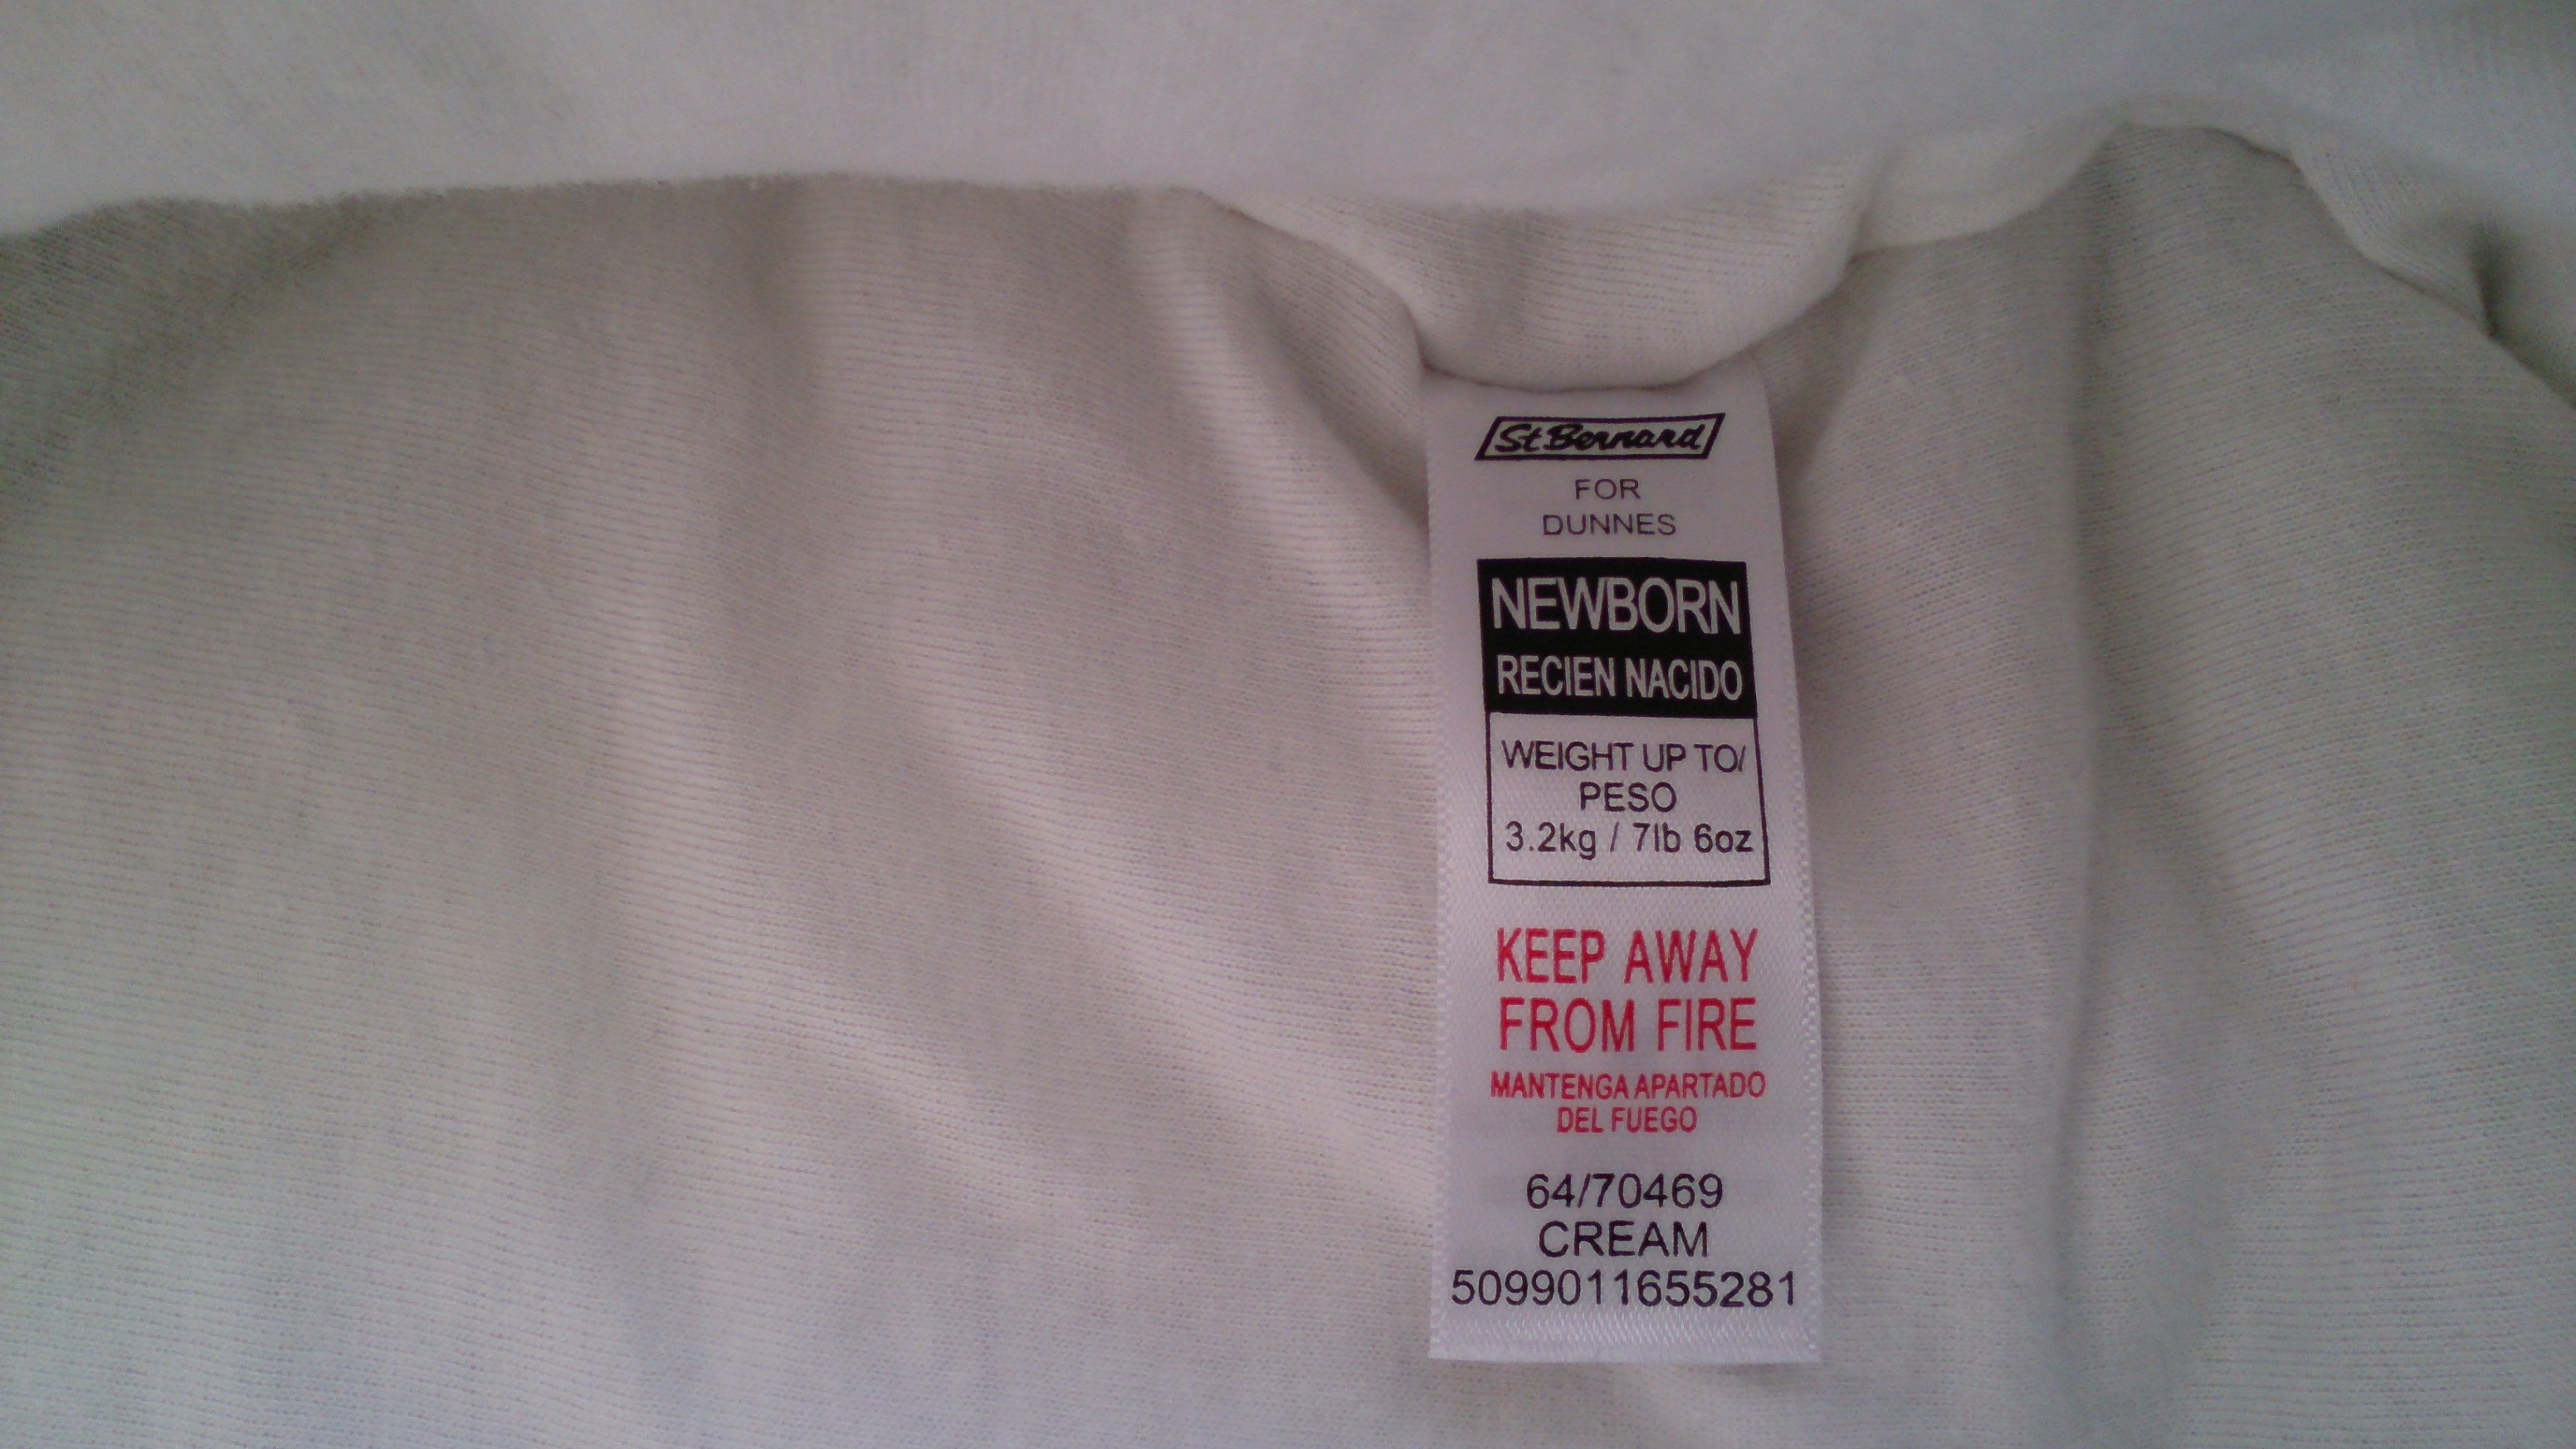 St Bernard
FOR
DUNNES
NEWBORN
RECIEN NACIDO
WEIGHT UP TO/
PESO
3.2kg / 7lb 6oz
KEEP AWAY
FROM FIRE
MANTENGA APARTADO
DEL FUEGO
64/70469
CREAM
5099011655281